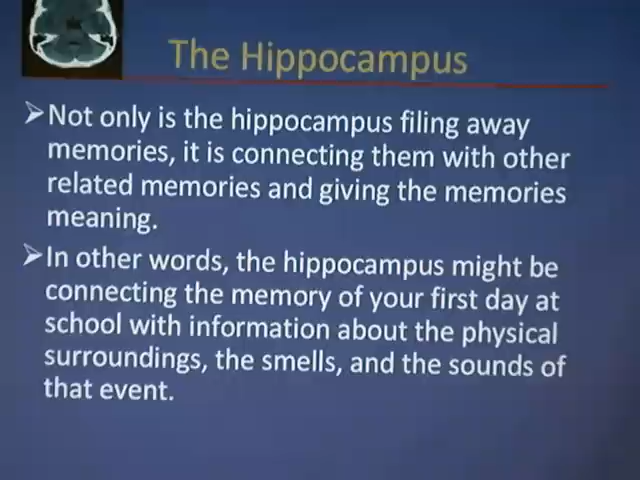 The Hippocampus
Not only is the hippocampus filing away
memories, it is connecting them with other
related memories and giving the memories
meaning.
In other words, the hippocampus might be
connecting the memory of your first day at
school with information about the physical
surroundings, the smells, and the sounds of
that event.